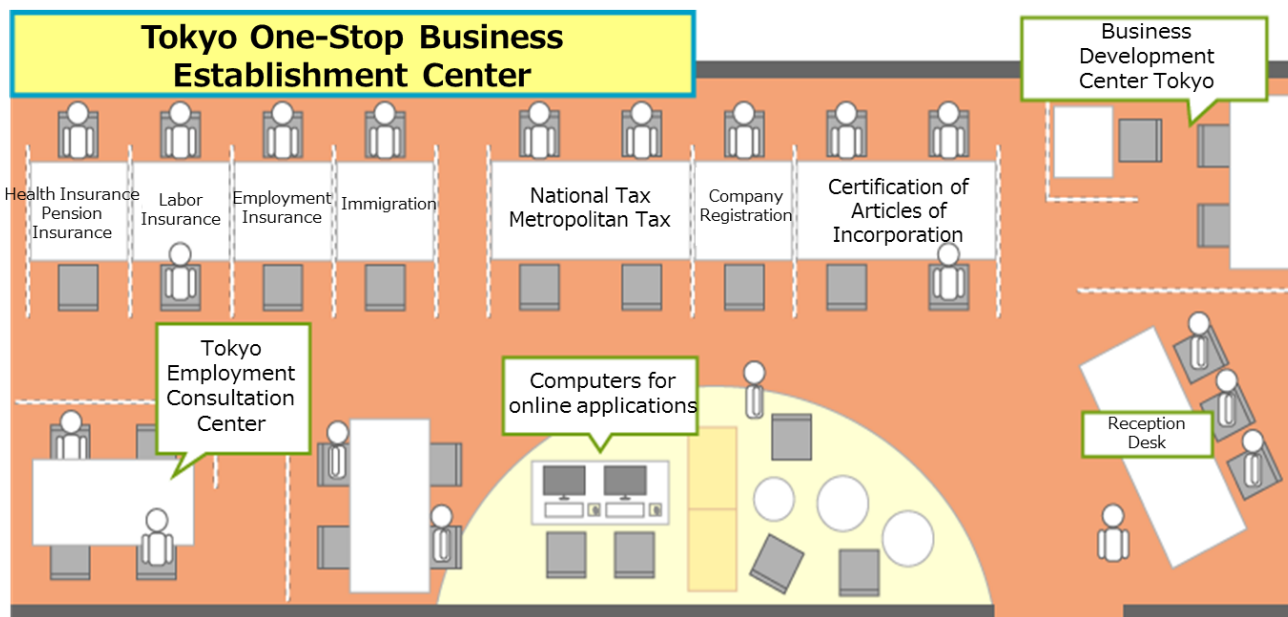 Tokyo One-Stop Business
Establishment Center
Business
Development
Center Tokyo
Health Insurance
Pension
Insurance
Labor
Insurance
Employment
Insurance
Immigration
National Tax
Metropolitan Tax
Company
Registration
Certification of
Articles of
Incorporation
Tokyo
Employment
Consultation
Center
Computers for
online applications
Reception
Desk